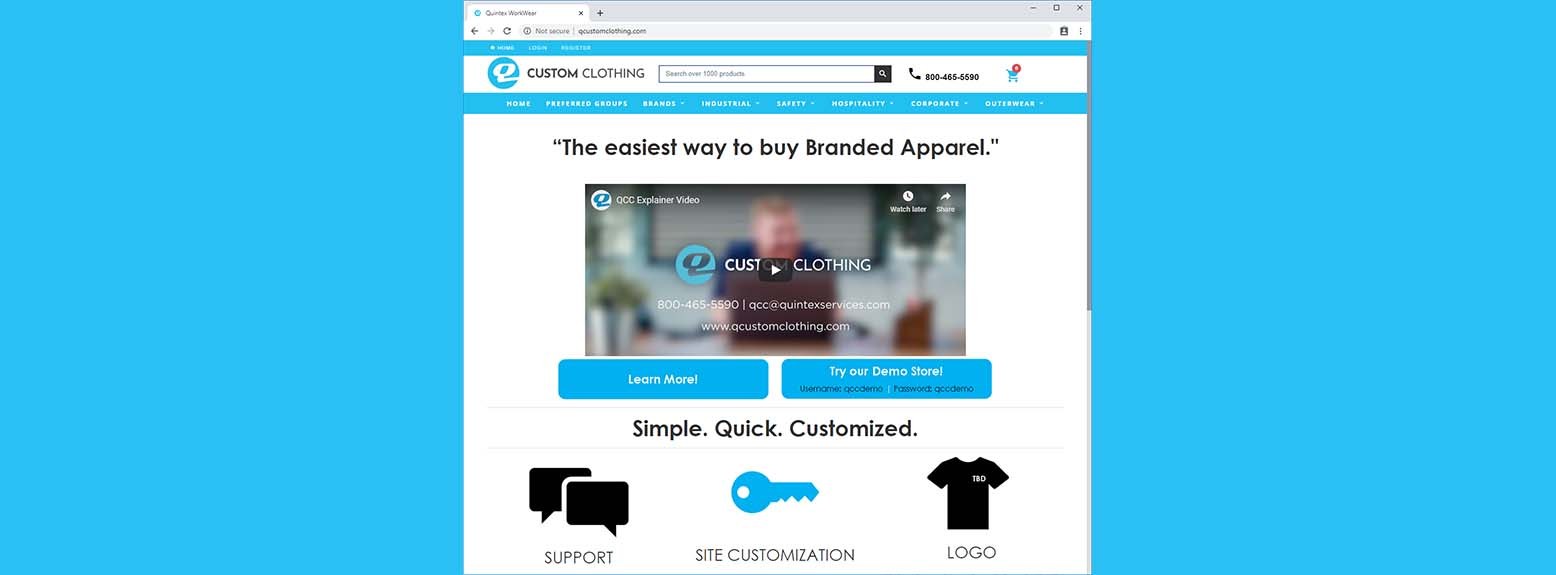 Quintex WorkWear
Not secure | qcustomclothing.com
HOME LOGIN REGISTER
CUSTOM CLOTHING
Search over 1000 products
800-465-5590
0
HOME PREFERRED GROUPS BRANDS INDUSTRIAL SAFETY HOSPITALITY CORPORATE OUTERWEAR
“The easiest way to buy Branded Apparel."
QCC Explainer Video
Watch later Share
CUSTOM CLOTHING
800-465-5590 | qcc@quintexservices.com
www.qcustomclothing.com
Learn More!
Try our Demo Store!
Username: qccdemo | Password: qccdemo
Simple. Quick. Customized.
TBD
SUPPORT
SITE CUSTOMIZATION
LOGO